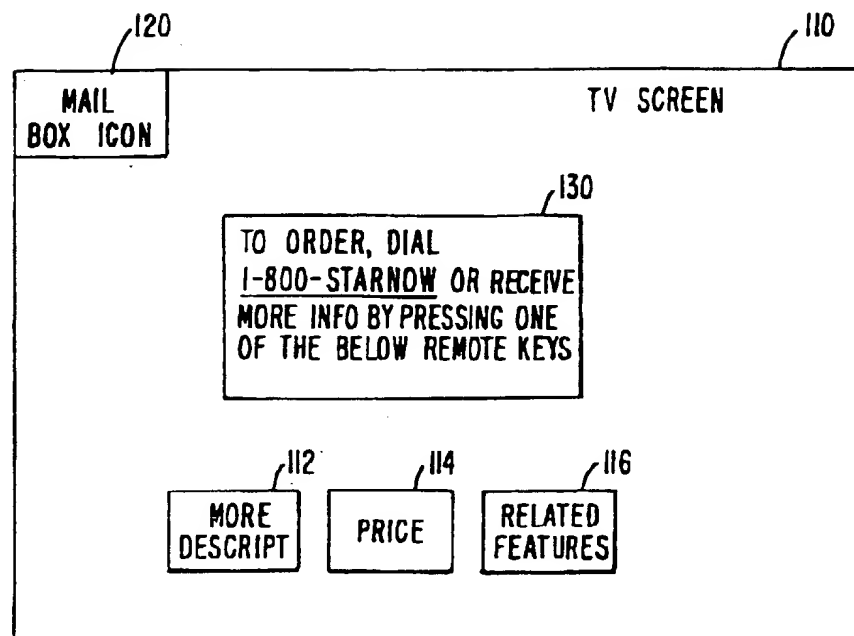 120
110
MAIL
BOX ICON
TV SCREEN
130
TO ORDER, DIAL
1-800-STARNOW OR RECEIVE
MORE INFO BY PRESSING ONE
OF THE BELOW REMOTE KEYS
112
114
116
MORE
DESCRIPT
PRICE
RELATED
FEATURES